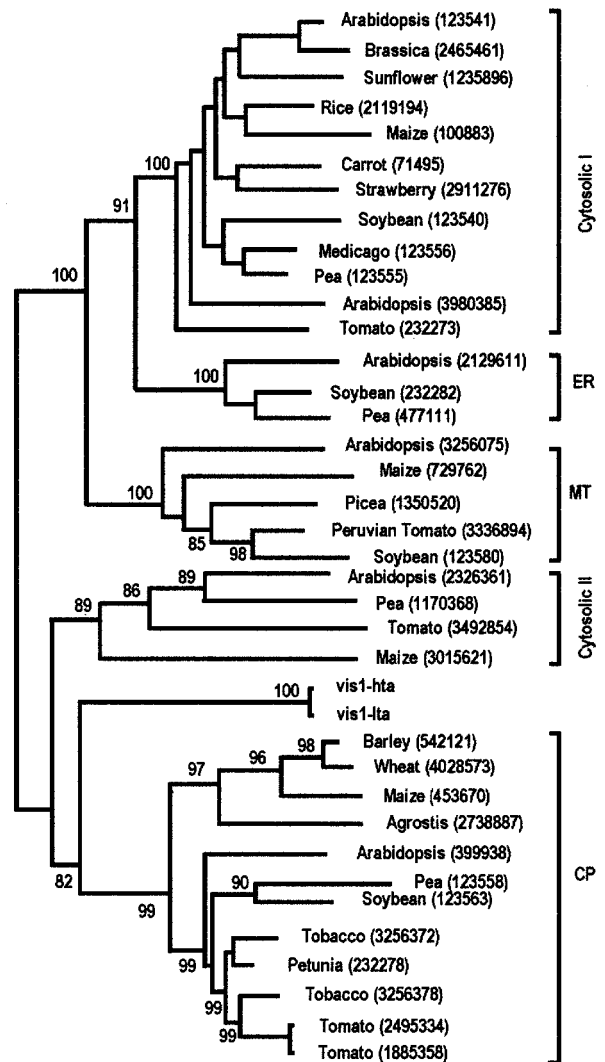 Arabidopsis (123541)
Brassica (2465461)
Sunflower (1235896)
Rice (2119194)
Maize (100883)
100
Carrot (71495)
Strawberry (2911276)
Cytosolic I
91
Soybean (123540)
Medicago (123556)
Pea (123555)
100
Arabidopsis (3980385)
Tomato (232273)
Arabidopsis (2129611)
100
Soybean (232282)
ER
Pea (477111)
Arabidopsis (3256075)
Maize (729762)
100
Picea (1350520)
MT
Peruvian Tomato (3336894)
85
98
Soybean (123580)
89
Arabidopsis (2326361)
86
Pea (1170368)
89
Tomato (3492854)
Cytosolic II
Maize (3015621)
100
vis1-hta
vis1-lta
98
Barley (542121)
96
Wheat (4028573)
97
Maize (453670)
Agrostis (2738887)
Arabidopsis (399938)
CP
82
90
Pea (123558)
Soybean (123563)
99
Tobacco (3256372)
99
Petunia (232278)
99
Tobacco (3256378)
99
Tomato (2495334)
Tomato (1885358)